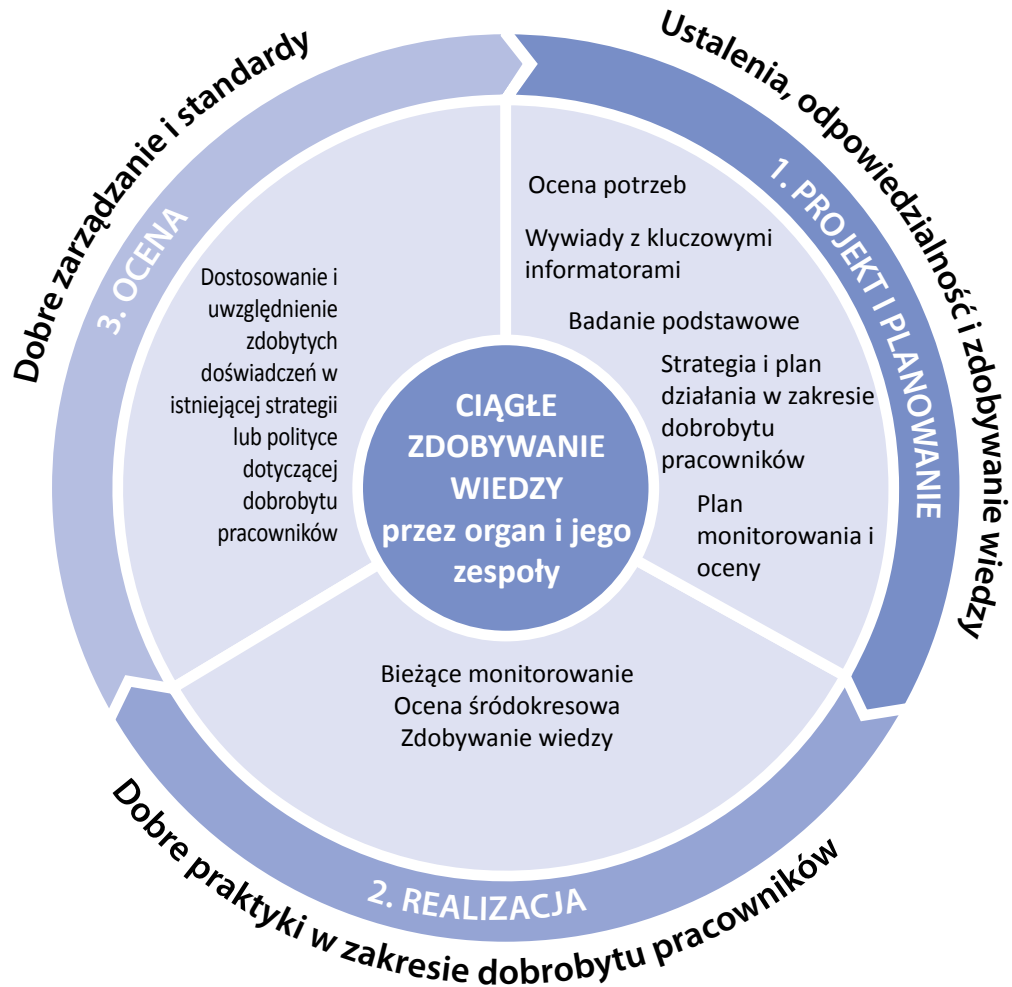 Ustalenia, odpowiedzialność i zdobywanie wiedzy
1. PROJEKT I PLANOWANIE
Ocena potrzeb
Wywiady z kluczowymi
informatorami
Badanie podstawowe
Strategia i plan
działania w zakresie
dobrobytu
pracowników
Plan
monitorowania i
oceny
Dobre praktyki w zakresie dobrobytu pracowników
2. REALIZACJA
Bieżące monitorowanie
Ocena śródokresowa
Zdobywanie wiedzy
Dobre zarządzanie i standardy
3. OCENA
Dostosowanie i
uwzględnienie
zdobytych
doświadczeń w
istniejącej strategii
lub polityce
dotyczącej
dobrobytu
pracowników
CIĄGŁE
ZDOBYWANIE
WIEDZY
przez organ i jego
zespoły